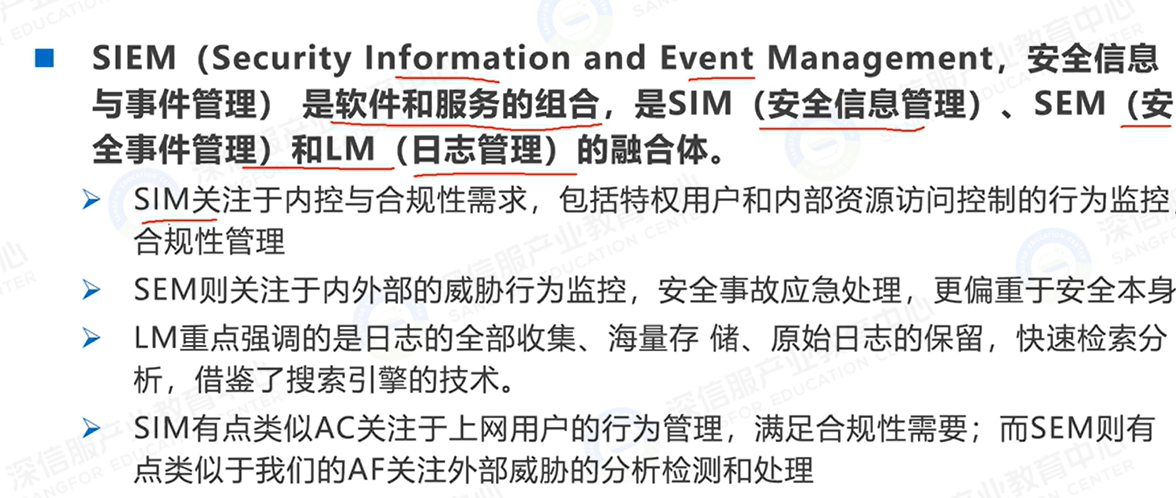 SIEM（Security Information and Event Management，安全信息
与事件管理） 是软件和服务的组合，是SIM（安全信息管理）、SEM（安
全事件管理）和LM（日志管理）的融合体。
SIM关注于内控与合规性需求，包括特权用户和内部资源访问控制的行为监控，
合规性管理
SEM则关注于内外部的威胁行为监控，安全事故应急处理，更偏重于安全本身
LM重点强调的是日志的全部收集、海量存 储、原始日志的保留，快速检索分
析，借鉴了搜索引擎的技术。
SIM有点类似AC关注于上网用户的行为管理，满足合规性需要；而SEM则有
点类似于我们的AF关注外部威胁的分析检测和处理
深信服产业教育中心
SANGFOR EDUCATION CENTER